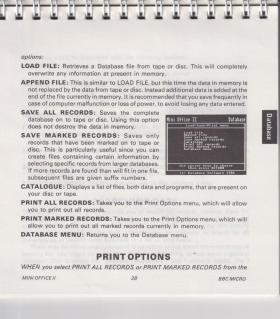 options:
LOAD FILE: Retrieves a Database file from tape or disc. This will completely
overwrite any information at present in memory.
APPEND FILE: This is similar to LOAD FILE, but this time the data in memory is
not replaced by the data from tape or disc. Instead additional data is added at the
end of the file currently in memory. It is recommended that you save frequently in
case of computer malfunction or loss of power, to avoid losing any data entered.
SAVE ALL RECORDS: Saves the complete
database on to tape or disc. Using this option
does not destroy the data in memory.
SAVE MARKED RECORDS: Saves only
records that have been marked on to tape or
disc. This is particularly useful since you can
create files containing certain information by
selecting specific records from larger databases.
If more records are found than will fit in one file,
subsequent files are given suffix numbers.
Mini Office II Database
Database
CATALOGUE: Displays a list of files, both data and programs, that are present on
your disc or tape.
PRINT ALL RECORDS: Takes you to the Print Options menu, which will allow
you to print out all records.
PRINT MARKED RECORDS: Takes you to the Print Options menu, which will
allow you to print out all marked records currently in memory.
DATABASE MENU: Returns you to the Database menu.
PRINT OPTIONS
WHEN you select PRINT ALL RECORDS or PRINT MARKED RECORDS from the
MINI OFFICE II 28 BBC MICRO